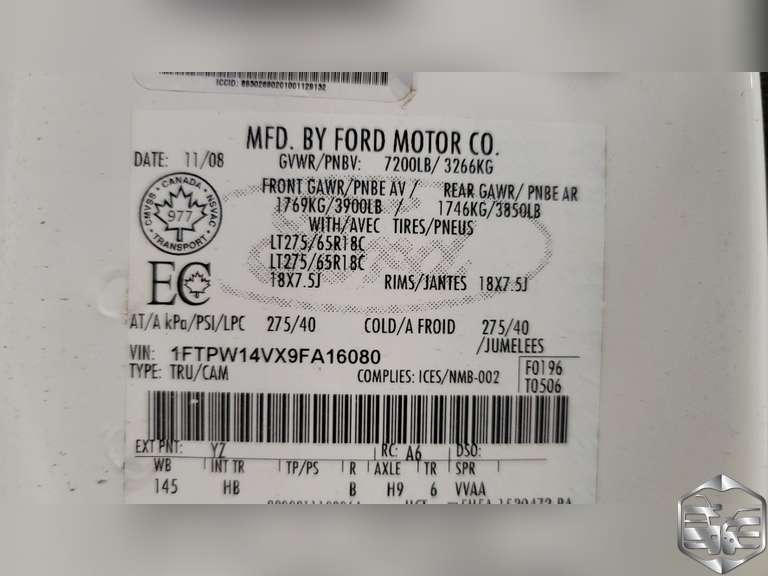 ICCID: 89302690201001129132
MFD. BY FORD MOTOR CO.
DATE: 11/08
GVWR/PNBV: 7200LB/ 3266KG
FRONT GAWR/PNBE AV / REAR GAWR/ PNBE AR
1769KG/3900LB / 1746KG/3850LB
WITH/AVEC TIRES/PNEUS
LT275/65R18C
LT275/65R18C
18X7.5J RIMS/JANTES 18X7.5J
CMVSS · CANADA · NSVAC
977
TRANSPORT
EC
AT/A kPa/PSI/LPC 275/40 COLD/A FROID 275/40
/JUMELEES
VIN: 1FTPW14VX9FA16080
TYPE: TRU/CAM COMPLIES: ICES/NMB-002
F0196
T0506
EXT PNT: YZ RC: A6 DSO:
WB INT TR TP/PS R AXLE TR SPR
145 HB B H9 6 VVAA